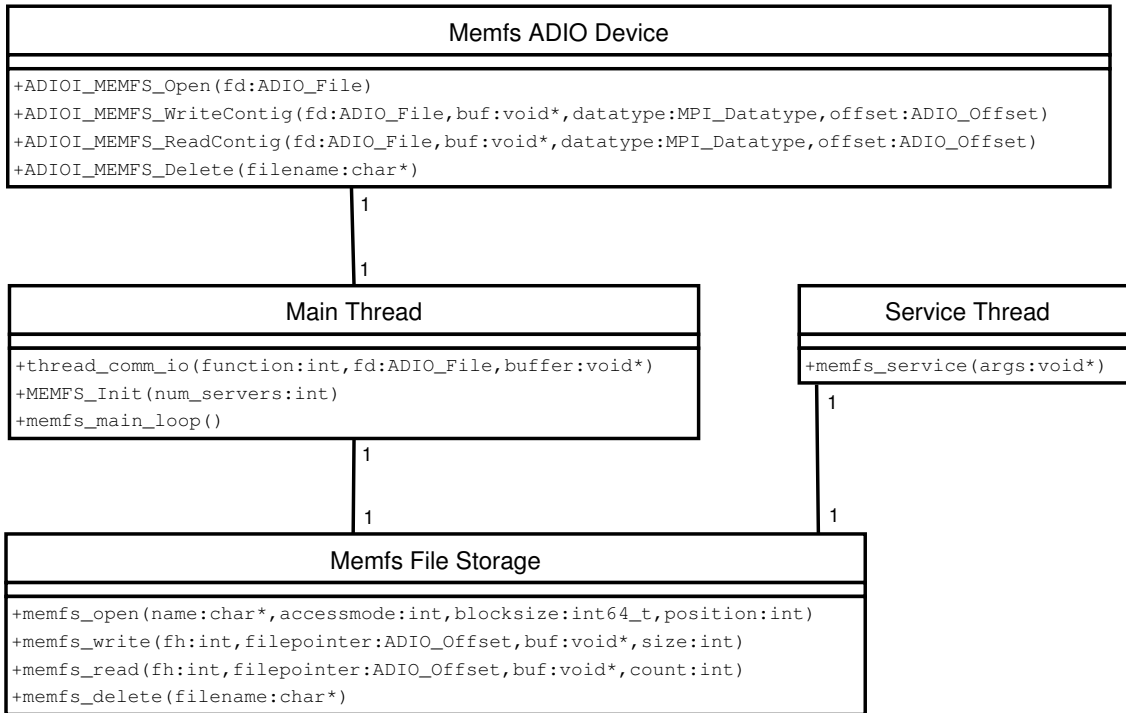 Memfs ADIO Device
+ADIOI_MEMFS_Open(fd:ADIO_File)
+ADIOI_MEMFS_WriteContig(fd:ADIO_File,buf:void*,datatype:MPI_Datatype,offset:ADIO_Offset)
+ADIOI_MEMFS_ReadContig(fd:ADIO_File,buf:void*,datatype:MPI_Datatype,offset:ADIO_Offset)
+ADIOI_MEMFS_Delete(filename:char*)
1
1
Main Thread
+thread_comm_io(function:int,fd:ADIO_File,buffer:void*)
+MEMFS_Init(num_servers:int)
+memfs_main_loop()
Service Thread
+memfs_service(args:void*)
1
1
1
1
Memfs File Storage
+memfs_open(name:char*,accessmode:int,blocksize:int64_t,position:int)
+memfs_write(fh:int,filepointer:ADIO_Offset,buf:void*,size:int)
+memfs_read(fh:int,filepointer:ADIO_Offset,buf:void*,count:int)
+memfs_delete(filename:char*)